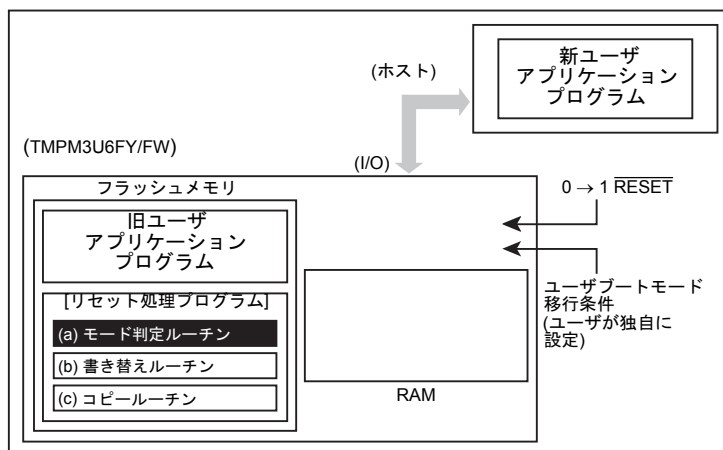 (ホスト)
新ユーザ
アプリケーション
プログラム
(TMPM3U6FY/FW)
(I/O)
フラッシュメモリ
旧ユーザ
アプリケーション
プログラム
[リセット処理プログラム]
(a) モード判定ルーチン
(b) 書き替えルーチン
(c) コピールーチン
RAM
0 → 1 RESET
ユーザブートモード
移行条件
(ユーザが独自に
設定)